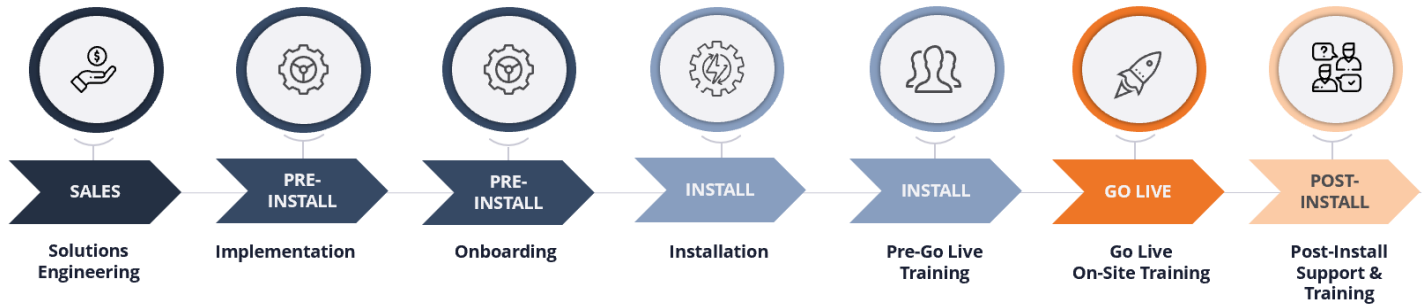 $
?
SALES
PRE-
INSTALL
PRE-
INSTALL
INSTALL
INSTALL
GO LIVE
POST-
INSTALL
Solutions
Engineering
Implementation
Onboarding
Installation
Pre-Go Live
Training
Go Live
On-Site Training
Post-Install
Support &
Training